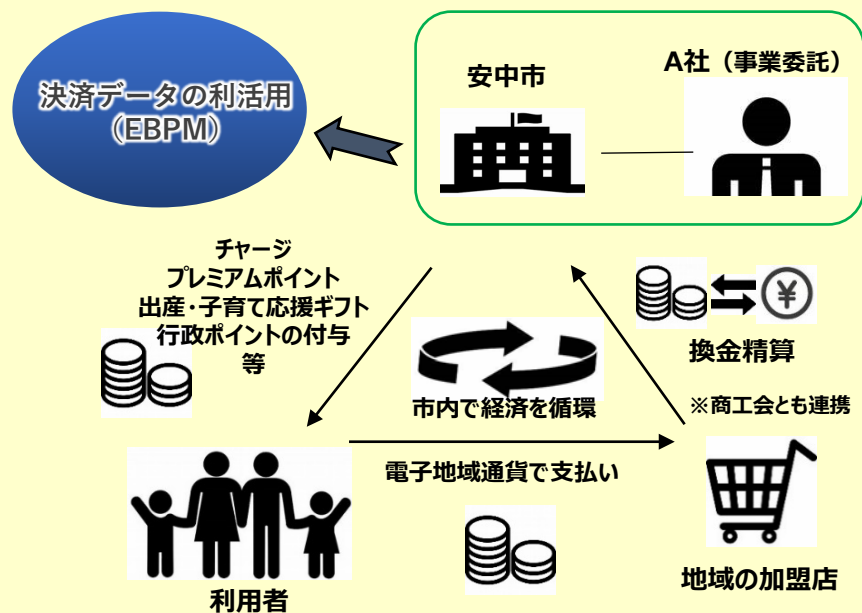 決済データの利活用
(EBPM)
安中市
A社（事業委託）
チャージ
プレミアムポイント
出産・子育て応援ギフト
行政ポイントの付与
等
¥
換金精算
市内で経済を循環
※商工会とも連携
電子地域通貨で支払い
利用者
地域の加盟店